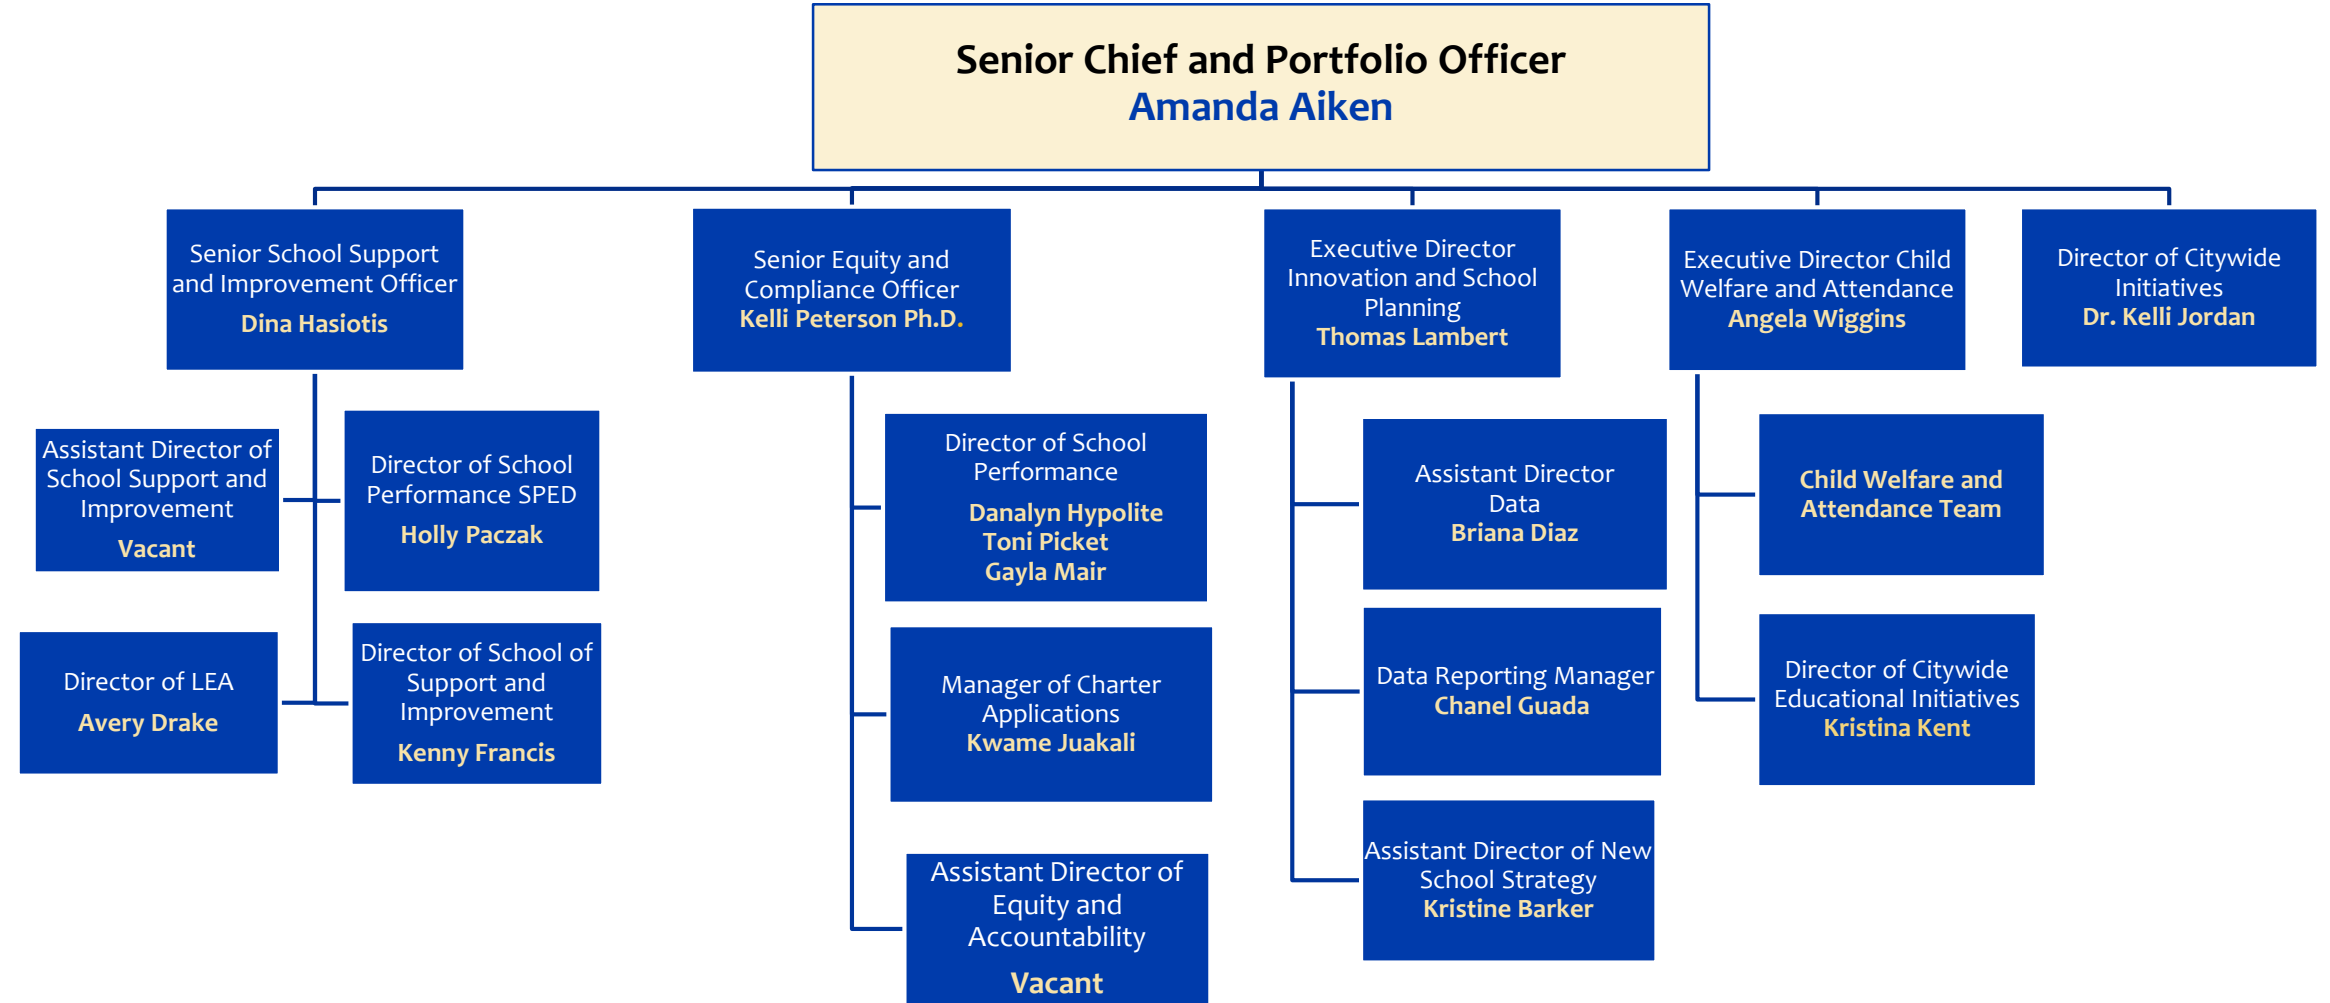 Senior Chief and Portfolio Officer
Amanda Aiken
Senior School Support
and Improvement Officer
Dina Hasiotis
Senior Equity and
Compliance Officer
Kelli Peterson Ph.D.
Executive Director
Innovation and School
Planning
Thomas Lambert
Executive Director Child
Welfare and Attendance
Angela Wiggins
Director of Citywide
Initiatives
Dr. Kelli Jordan
Assistant Director of
School Support and
Improvement
Vacant
Director of School
Performance SPED
Holly Paczak
Director of LEA
Avery Drake
Director of School of
Support and
Improvement
Kenny Francis
Director of School
Performance
Danalyn Hypolite
Toni Picket
Gayla Mair
Manager of Charter
Applications
Kwame Juakali
Assistant Director of
Equity and
Accountability
Vacant
Assistant Director
Data
Briana Diaz
Data Reporting Manager
Chanel Guada
Assistant Director of New
School Strategy
Kristine Barker
Child Welfare and
Attendance Team
Director of Citywide
Educational Initiatives
Kristina Kent